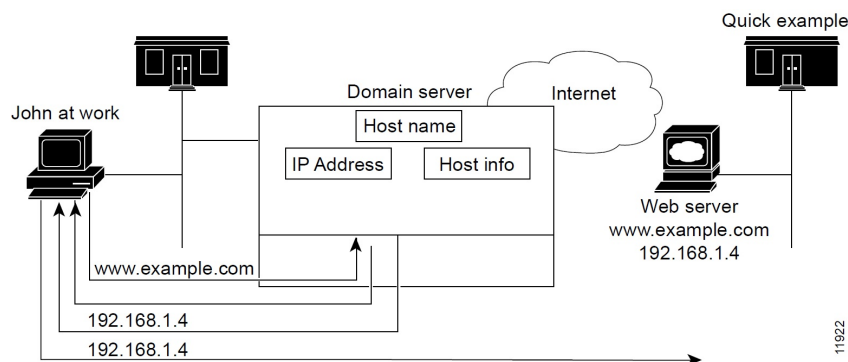 Quick example
Domain server
Internet
John at work
Host name
IP Address
Host info
Web server
www.example.com
192.168.1.4
www.example.com
192.168.1.4
192.168.1.4
11922